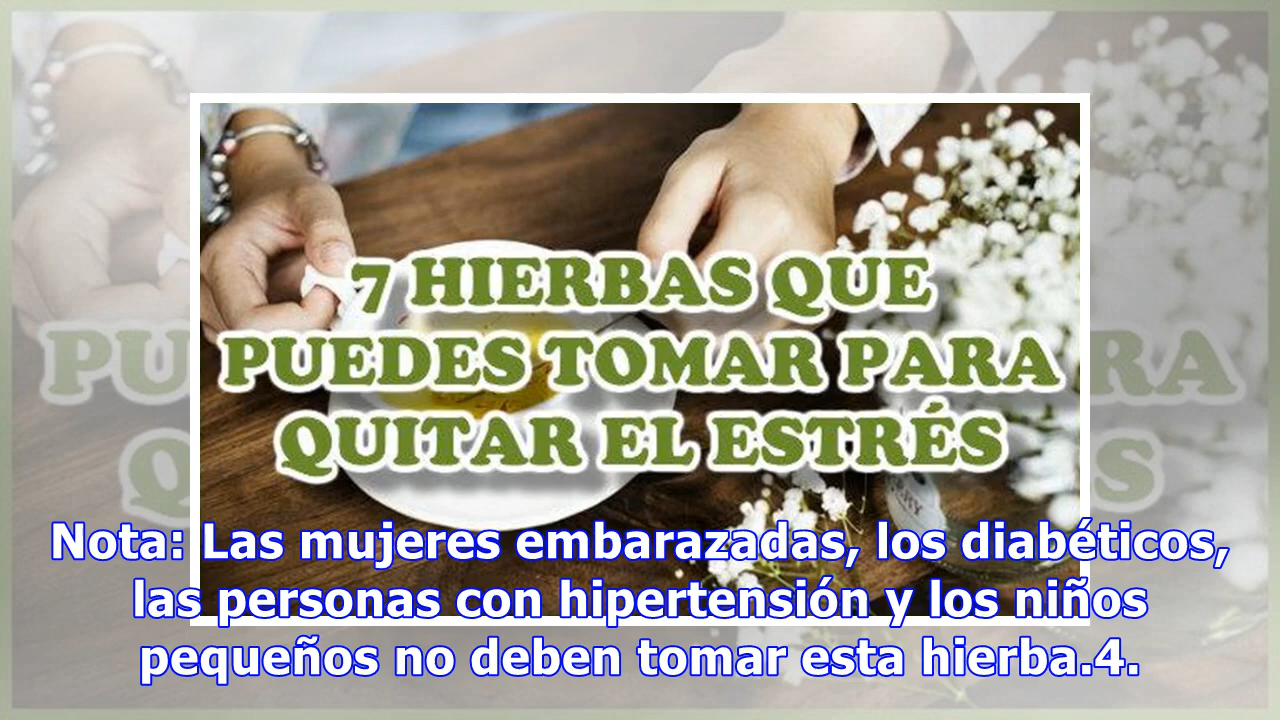 7 HIERBAS QUE
PUEDES TOMAR PARA
QUITAR EL ESTRÉS
Nota: Las mujeres embarazadas, los diabéticos,
las personas con hipertensión y los niños
pequeños no deben tomar esta hierba.4.